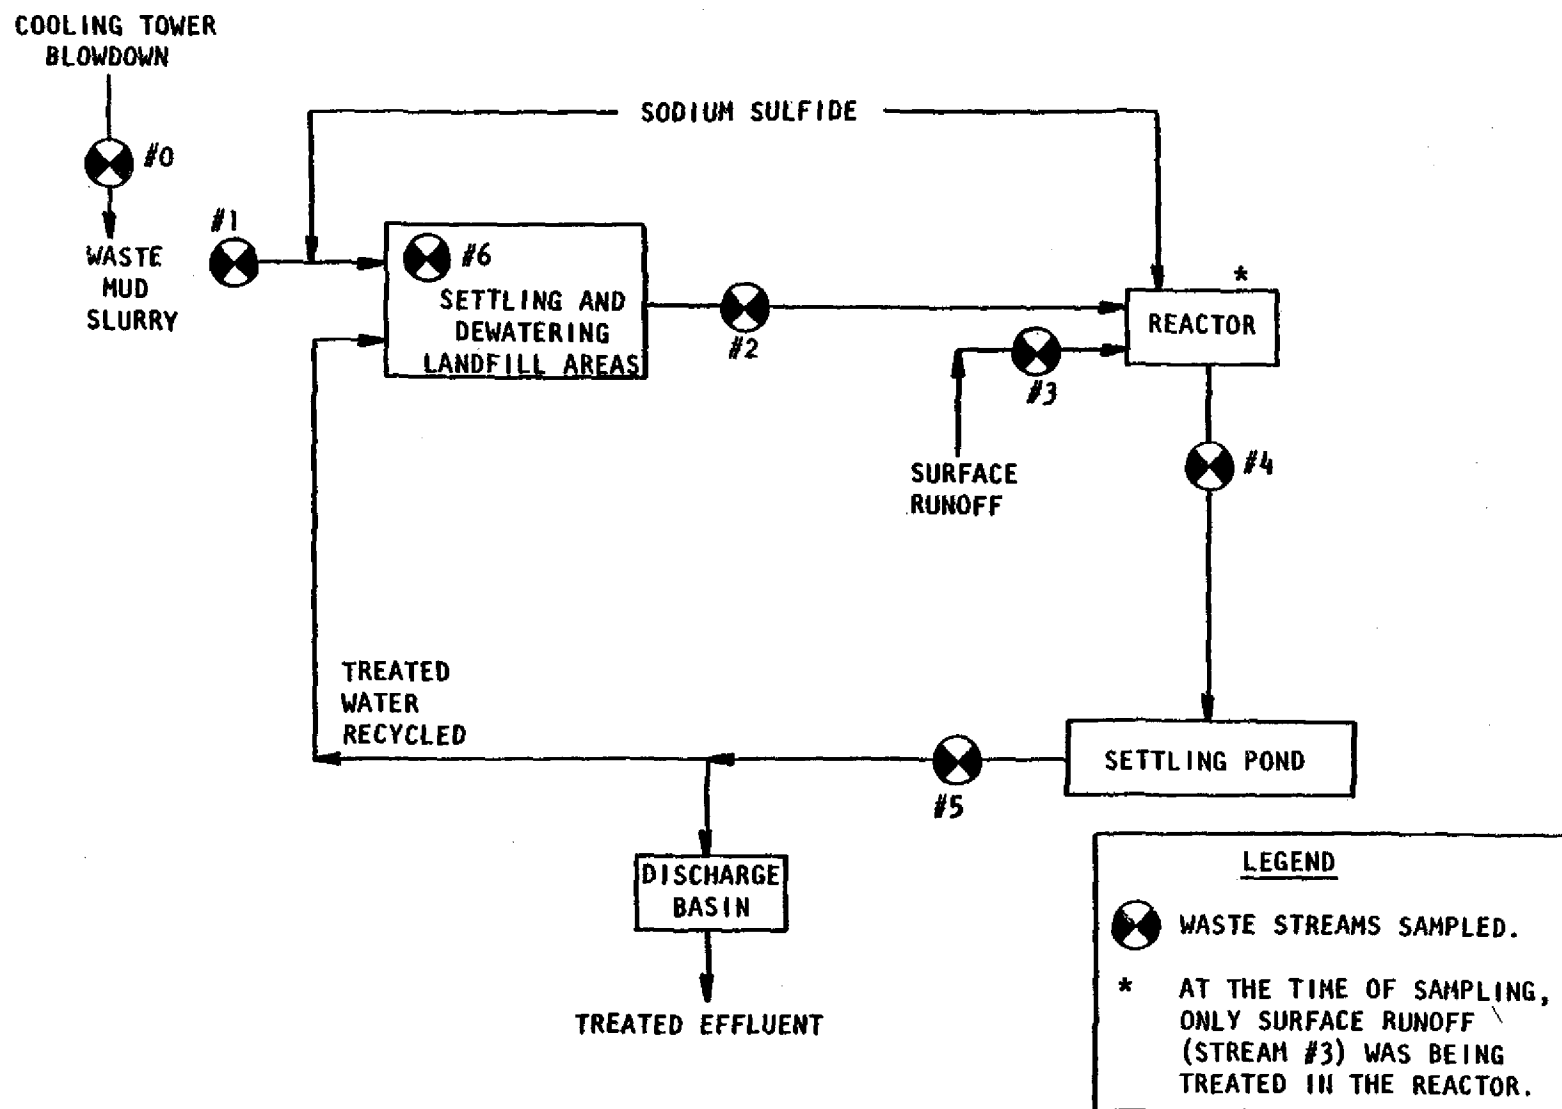 COOLING TOWER
BLOWDOWN
#0
SODIUM SULFIDE
#1
WASTE
MUD
SLURRY
#6
SETTLING AND
DEWATERING
LANDFILL AREAS
#2
*
REACTOR
#3
SURFACE
RUNOFF
#4
TREATED
WATER
RECYCLED
SETTLING POND
#5
DISCHARGE
BASIN
TREATED EFFLUENT
LEGEND
WASTE STREAMS SAMPLED.
* AT THE TIME OF SAMPLING,
ONLY SURFACE RUNOFF
(STREAM #3) WAS BEING
TREATED IN THE REACTOR.